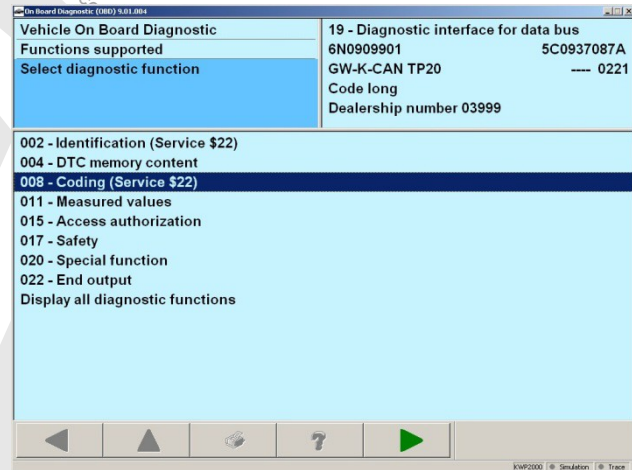 On Board Diagnostic (OBD) 9.01.004
Vehicle On Board Diagnostic
Functions supported
Select diagnostic function
19 - Diagnostic interface for data bus
6N0909901 5C0937087A
GW-K-CAN TP20 ---- 0221
Code long
Dealership number 03999
002 - Identification (Service $22)
004 - DTC memory content
008 - Coding (Service $22)
011 - Measured values
015 - Access authorization
017 - Safety
020 - Special function
022 - End output
Display all diagnostic functions
?
KWP2000 Simulation Trace